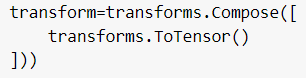 transform=transforms.Compose([
    transforms.ToTensor()
]))